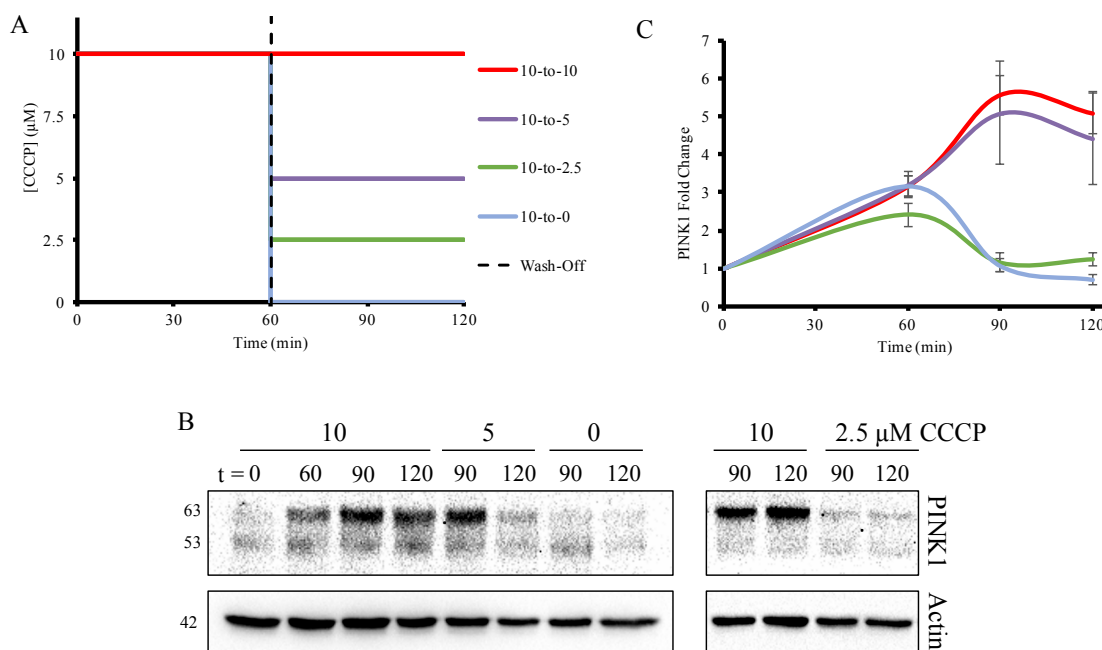 A
[CCCP] (µM)
10
7.5
5
2.5
0
0 30 60 90 120
Time (min)
10-to-10
10-to-5
10-to-2.5
10-to-0
Wash-Off
C
PINK1 Fold Change
7
6
5
4
3
2
1
0
0 30 60 90 120
Time (min)
B
10 5 0
t = 0 60 90 120 90 120 90 120
10 2.5 µM CCCP
90 120 90 120
63
53
PINK1
42
Actin